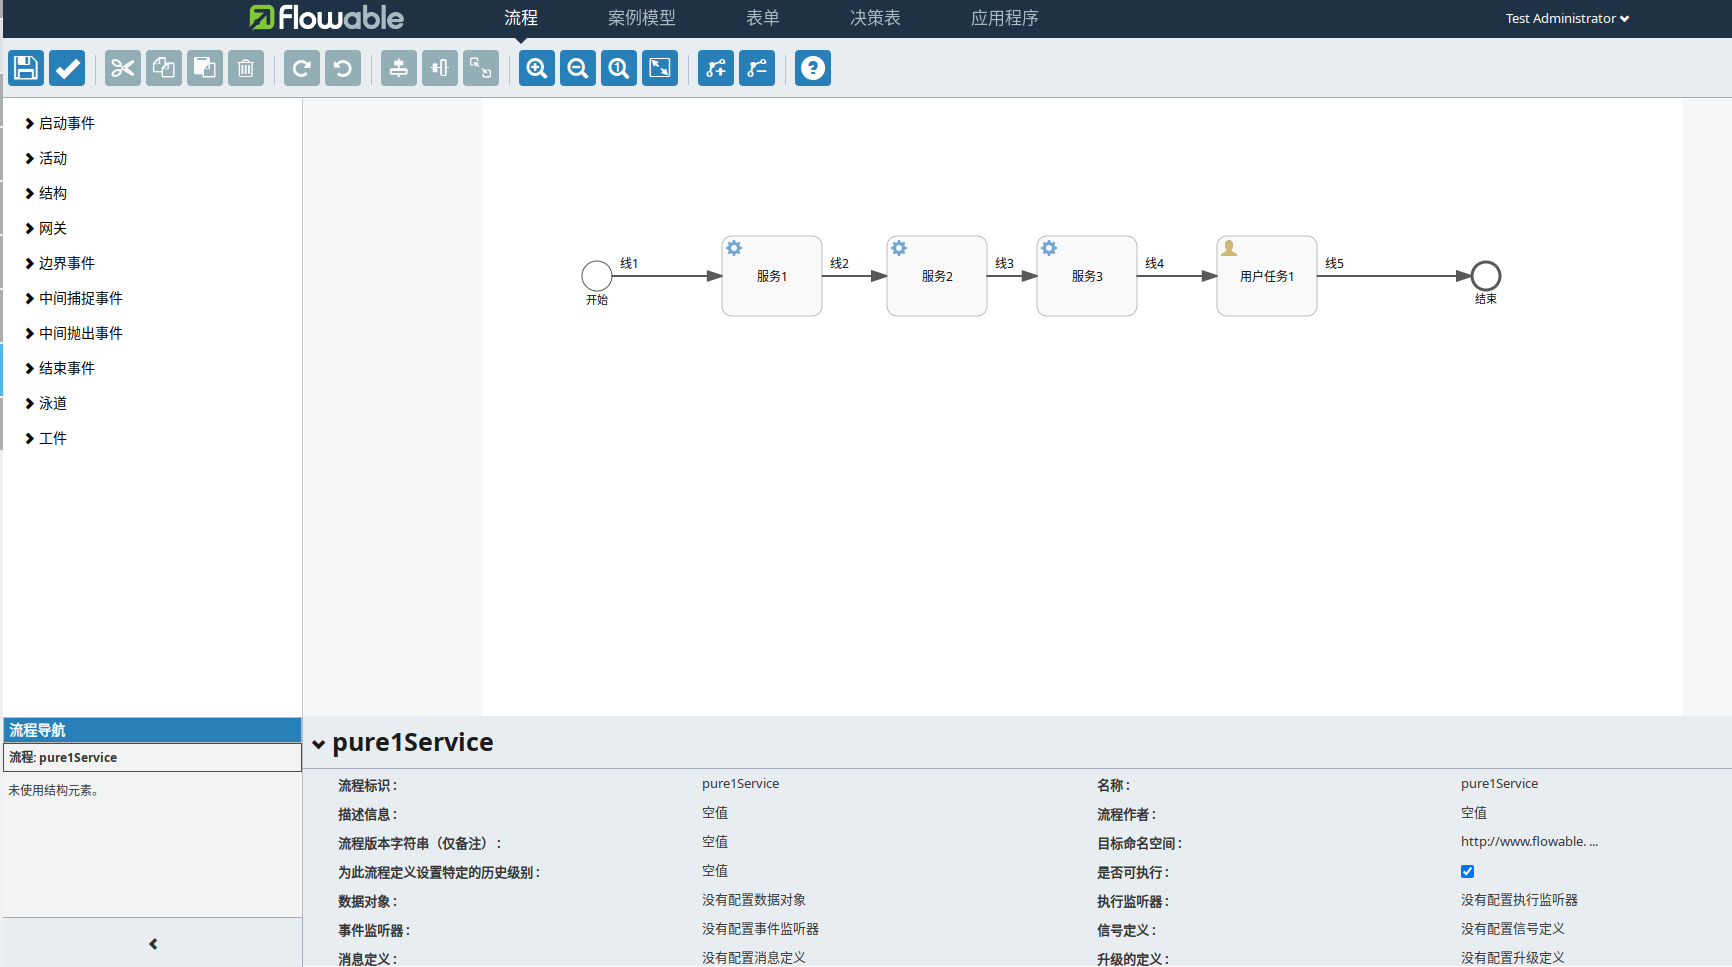 flowable
流程 案例模型 表单 决策表 应用程序
Test Administrator
启动事件
活动
结构
网关
边界事件
中间捕捉事件
中间抛出事件
结束事件
泳道
工件
线1 线2 线3 线4 线5
服务1 服务2 服务3 用户任务1
开始 结束
流程导航
流程: pure1Service
未使用结构元素。
pure1Service
流程标识 : pure1Service 名称 : pure1Service
描述信息 : 空值 流程作者 : 空值
流程版本字符串（仅备注） : 空值 目标命名空间 : http://www.flowable. ...
为此流程定义设置特定的历史级别 : 空值 是否可执行 :
数据对象 : 没有配置数据对象 执行监听器 : 没有配置执行监听器
事件监听器 : 没有配置事件监听器 信号定义 : 没有配置信号定义
消息定义 : 没有配置消息定义 升级的定义 : 没有配置升级定义